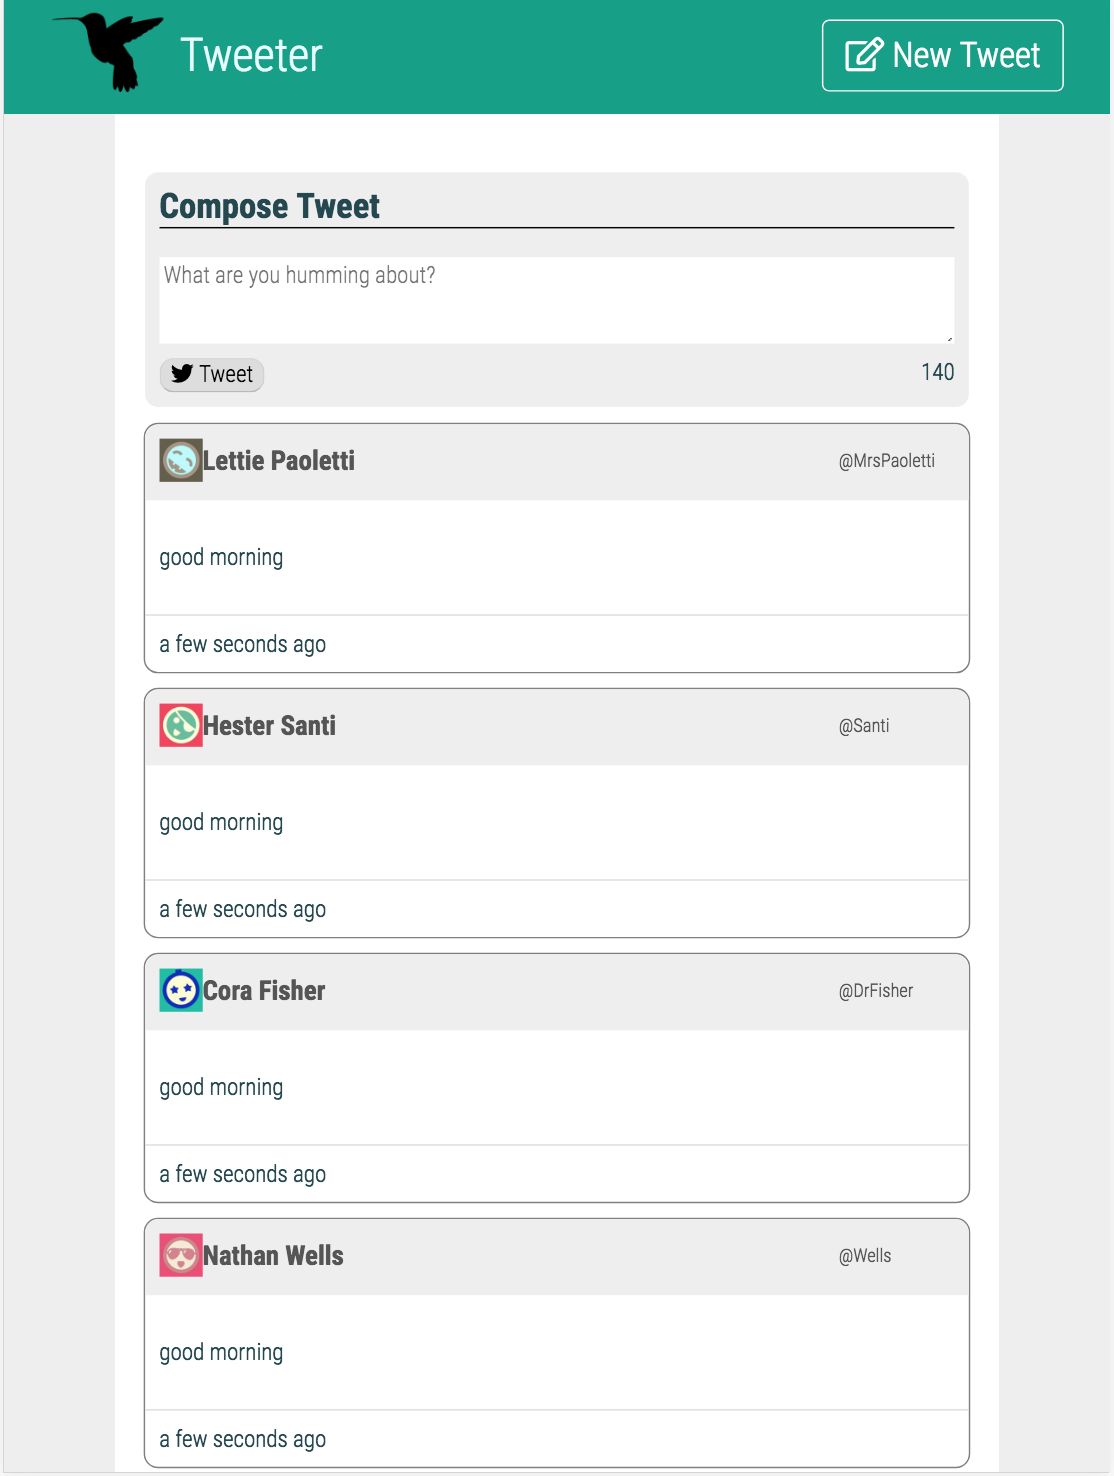 Tweeter
New Tweet
Compose Tweet
What are you humming about?
Tweet
140
Lettie Paoletti
@MrsPaoletti
good morning
a few seconds ago
Hester Santi
@Santi
good morning
a few seconds ago
Cora Fisher
@DrFisher
good morning
a few seconds ago
Nathan Wells
@Wells
good morning
a few seconds ago